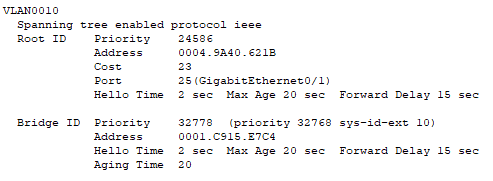 VLAN0010
Spanning tree enabled protocol ieee
Root ID Priority 24586
Address 0004.9A40.621B
Cost 23
Port 25(GigabitEthernet0/1)
Hello Time 2 sec Max Age 20 sec Forward Delay 15 sec
Bridge ID Priority 32778 (priority 32768 sys-id-ext 10)
Address 0001.C915.E7C4
Hello Time 2 sec Max Age 20 sec Forward Delay 15 sec
Aging Time 20